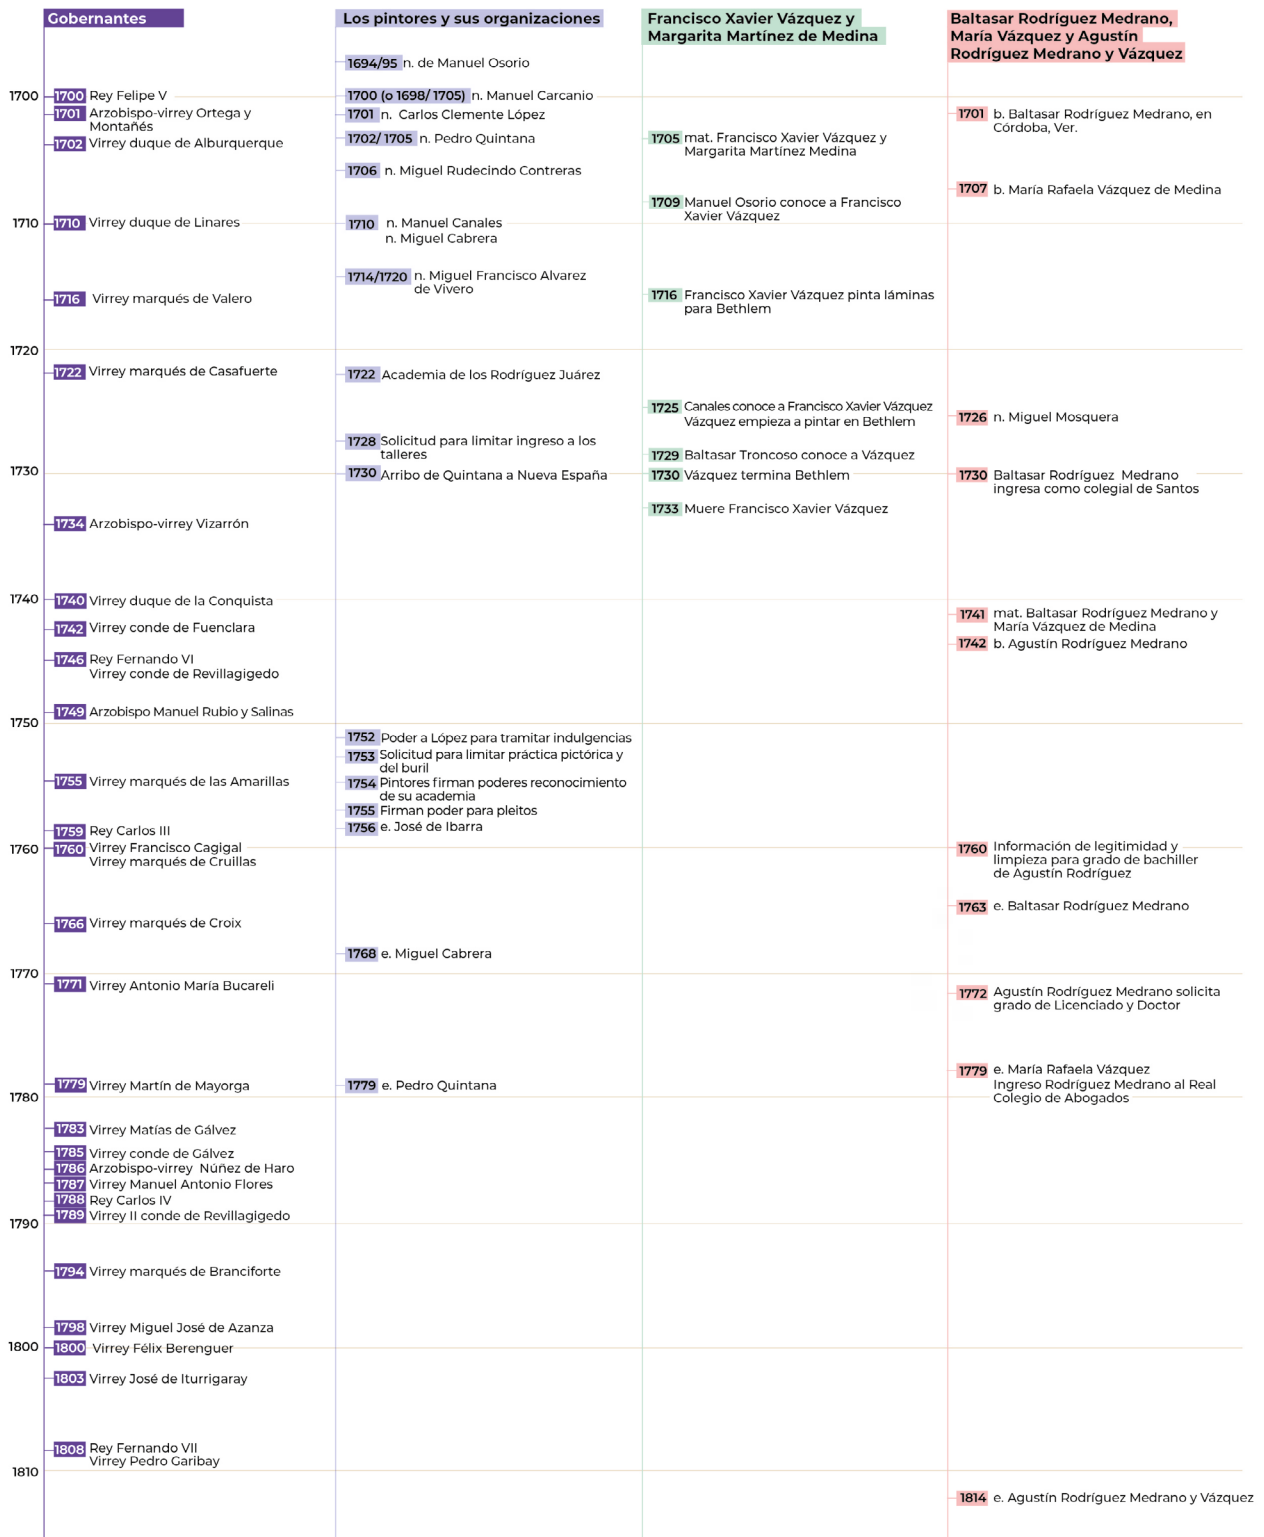 Gobernantes
1700
1700 Rey Felipe V
1701 Arzobispo-virrey Ortega y
Montañés
1702 Virrey duque de Alburquerque
1710
1710 Virrey duque de Linares
1716 Virrey marqués de Valero
1720
1722 Virrey marqués de Casafuerte
1730
1734 Arzobispo-virrey Vizarrón
1740
1740 Virrey duque de la Conquista
1742 Virrey conde de Fuenclara
1746 Rey Fernando VI
Virrey conde de Revillagigedo
1749 Arzobispo Manuel Rubio y Salinas
1750
1755 Virrey marqués de las Amarillas
1759 Rey Carlos III
1760
1760 Virrey Francisco Cagigal
Virrey marqués de Cruillas
1766 Virrey marqués de Croix
1770
1771 Virrey Antonio María Bucareli
1779 Virrey Martín de Mayorga
1780
1783 Virrey Matías de Gálvez
1785 Virrey conde de Gálvez
1786 Arzobispo-virrey Núñez de Haro
1787 Virrey Manuel Antonio Flores
1788 Rey Carlos IV
1789 Virrey II conde de Revillagigedo
1790
1794 Virrey marqués de Branciforte
1798 Virrey Miguel José de Azanza
1800
1800 Virrey Félix Berenguer
1803 Virrey José de Iturrigaray
1808 Rey Fernando VII
Virrey Pedro Garibay
1810
Los pintores y sus organizaciones
1694/95 n. de Manuel Osorio
1700 (o 1698/ 1705) n. Manuel Carcanio
1701 n. Carlos Clemente López
1702/ 1705 n. Pedro Quintana
1706 n. Miguel Rudecindo Contreras
1710 n. Manuel Canales
n. Miguel Cabrera
1714/1720 n. Miguel Francisco Alvarez
de Vivero
1722 Academia de los Rodríguez Juárez
1728 Solicitud para limitar ingreso a los
talleres
1730 Arribo de Quintana a Nueva España
1752 Poder a López para tramitar indulgencias
1753 Solicitud para limitar práctica pictórica y
del buril
1754 Pintores firman poderes reconocimiento
de su academia
1755 Firman poder para pleitos
1756 e. José de Ibarra
1768 e. Miguel Cabrera
1779 e. Pedro Quintana
Francisco Xavier Vázquez y
Margarita Martínez de Medina
1705 mat. Francisco Xavier Vázquez y
Margarita Martínez Medina
1709 Manuel Osorio conoce a Francisco
Xavier Vázquez
1716 Francisco Xavier Vázquez pinta láminas
para Bethlem
1725 Canales conoce a Francisco Xavier Vázquez
Vázquez empieza a pintar en Bethlem
1729 Baltasar Troncoso conoce a Vázquez
1730 Vázquez termina Bethlem
1733 Muere Francisco Xavier Vázquez
Baltasar Rodríguez Medrano,
María Vázquez y Agustín
Rodríguez Medrano y Vázquez
1701 b. Baltasar Rodríguez Medrano, en
Córdoba, Ver.
1707 b. María Rafaela Vázquez de Medina
1726 n. Miguel Mosquera
1730 Baltasar Rodríguez Medrano
ingresa como colegial de Santos
1741 mat. Baltasar Rodríguez Medrano y
María Vázquez de Medina
1742 b. Agustín Rodríguez Medrano
1760 Información de legitimidad y
limpieza para grado de bachiller
de Agustín Rodríguez
1763 e. Baltasar Rodríguez Medrano
1772 Agustín Rodríguez Medrano solicita
grado de Licenciado y Doctor
1779 e. María Rafaela Vázquez
Ingreso Rodríguez Medrano al Real
Colegio de Abogados
1814 e. Agustín Rodríguez Medrano y Vázquez